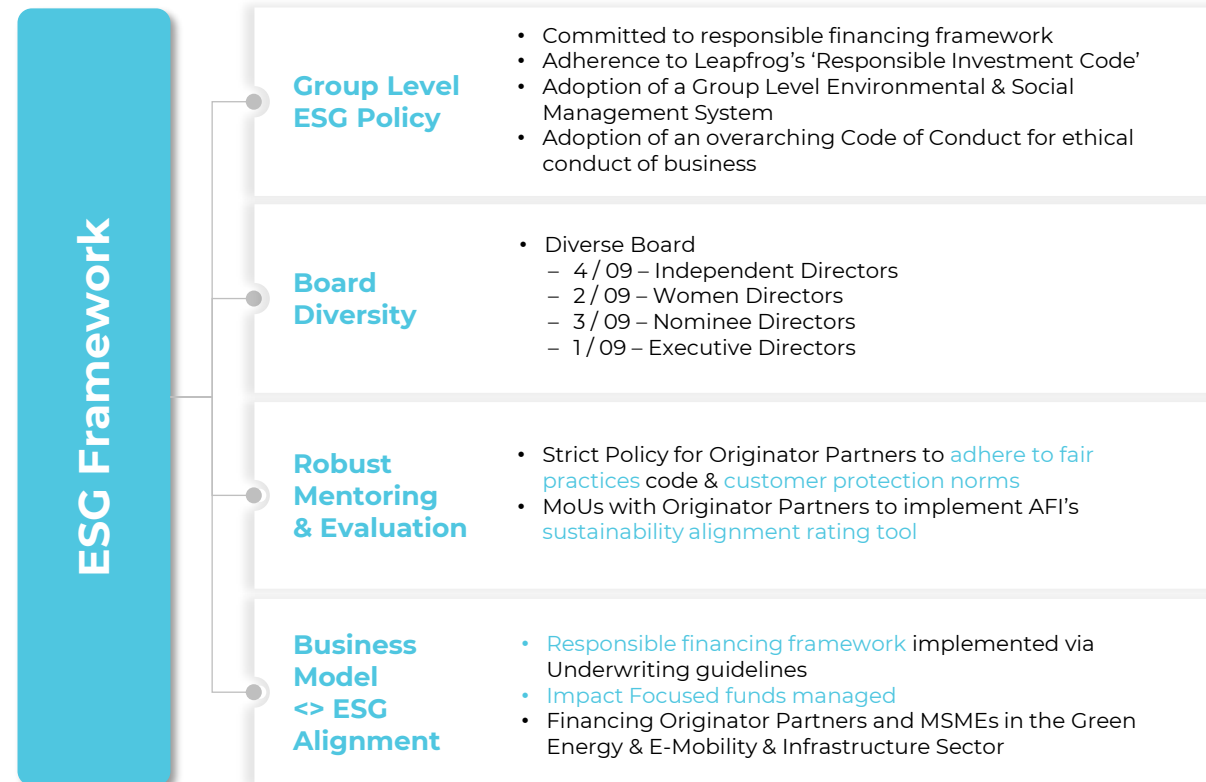 ESG Framework
Group Level
ESG Policy
• Committed to responsible financing framework
• Adherence to Leapfrog's ‘Responsible Investment Code’
• Adoption of a Group Level Environmental & Social
Management System
• Adoption of an overarching Code of Conduct for ethical
conduct of business
Board
Diversity
• Diverse Board
– 4 / 09 – Independent Directors
– 2 / 09 – Women Directors
– 3 / 09 – Nominee Directors
– 1 / 09 – Executive Directors
Robust
Mentoring
& Evaluation
• Strict Policy for Originator Partners to adhere to fair
practices code & customer protection norms
• MoUs with Originator Partners to implement AFI's
sustainability alignment rating tool
Business
Model
<> ESG
Alignment
• Responsible financing framework implemented via
Underwriting guidelines
• Impact Focused funds managed
• Financing Originator Partners and MSMEs in the Green
Energy & E-Mobility & Infrastructure Sector